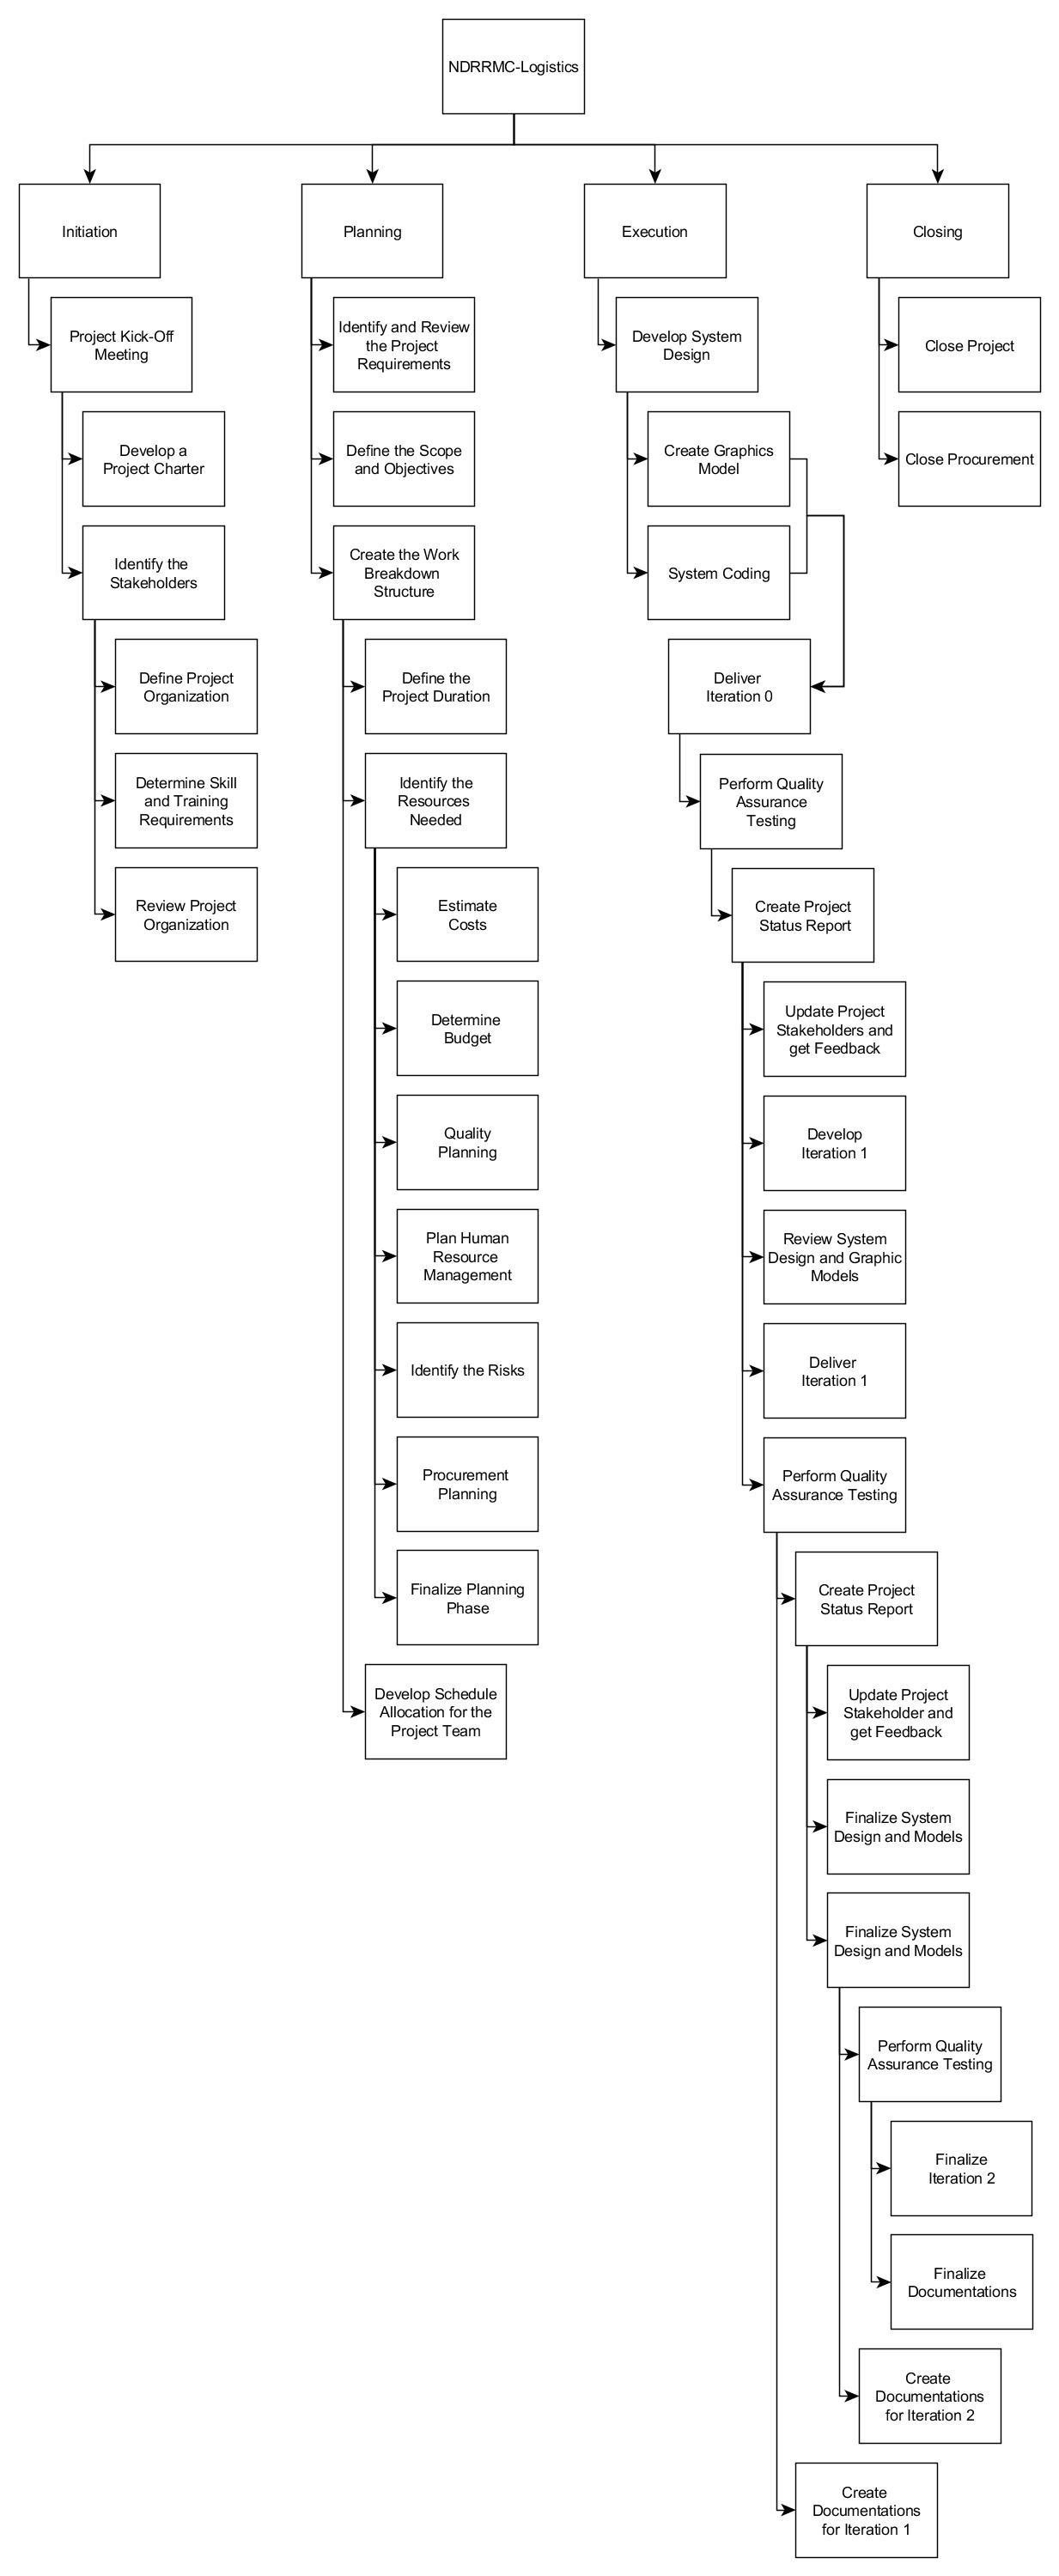 NDRRMC-Logistics
Initiation
Project Kick-Off
Meeting
Develop a
Project Charter
Identify the
Stakeholders
Define Project
Organization
Determine Skill
and Training
Requirements
Review Project
Organization
Planning
Identify and Review
the Project
Requirements
Define the Scope
and Objectives
Create the Work
Breakdown
Structure
Define the
Project Duration
Identify the
Resources
Needed
Estimate
Costs
Determine
Budget
Quality
Planning
Plan Human
Resource
Management
Identify the Risks
Procurement
Planning
Finalize Planning
Phase
Develop Schedule
Allocation for the
Project Team
Execution
Develop System
Design
Create Graphics
Model
System Coding
Deliver
Iteration 0
Perform Quality
Assurance
Testing
Create Project
Status Report
Update Project
Stakeholders and
get Feedback
Develop
Iteration 1
Review System
Design and Graphic
Models
Deliver
Iteration 1
Perform Quality
Assurance Testing
Create Project
Status Report
Update Project
Stakeholder and
get Feedback
Finalize System
Design and Models
Finalize System
Design and Models
Perform Quality
Assurance Testing
Finalize
Iteration 2
Finalize
Documentations
Create
Documentations
for Iteration 2
Create
Documentations
for Iteration 1
Closing
Close Project
Close Procurement